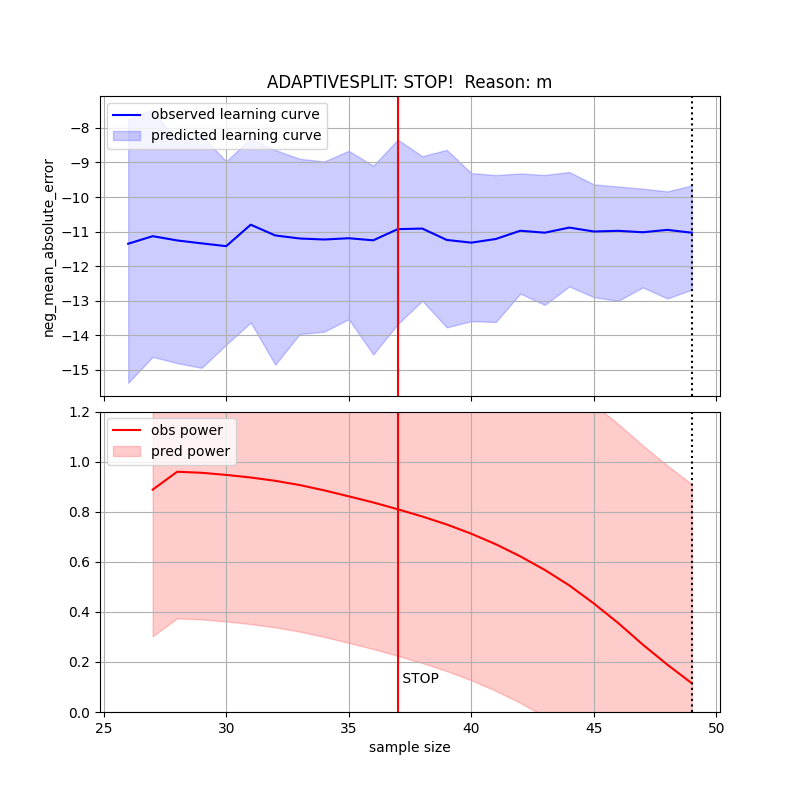 ADAPTIVESPLIT: STOP!  Reason: m
observed learning curve
predicted learning curve
neg_mean_absolute_error
−8
−9
−10
−11
−12
−13
−14
−15
obs power
pred power
1.2
1.0
0.8
0.6
0.4
0.2
0.0
STOP
25
30
35
40
45
50
sample size